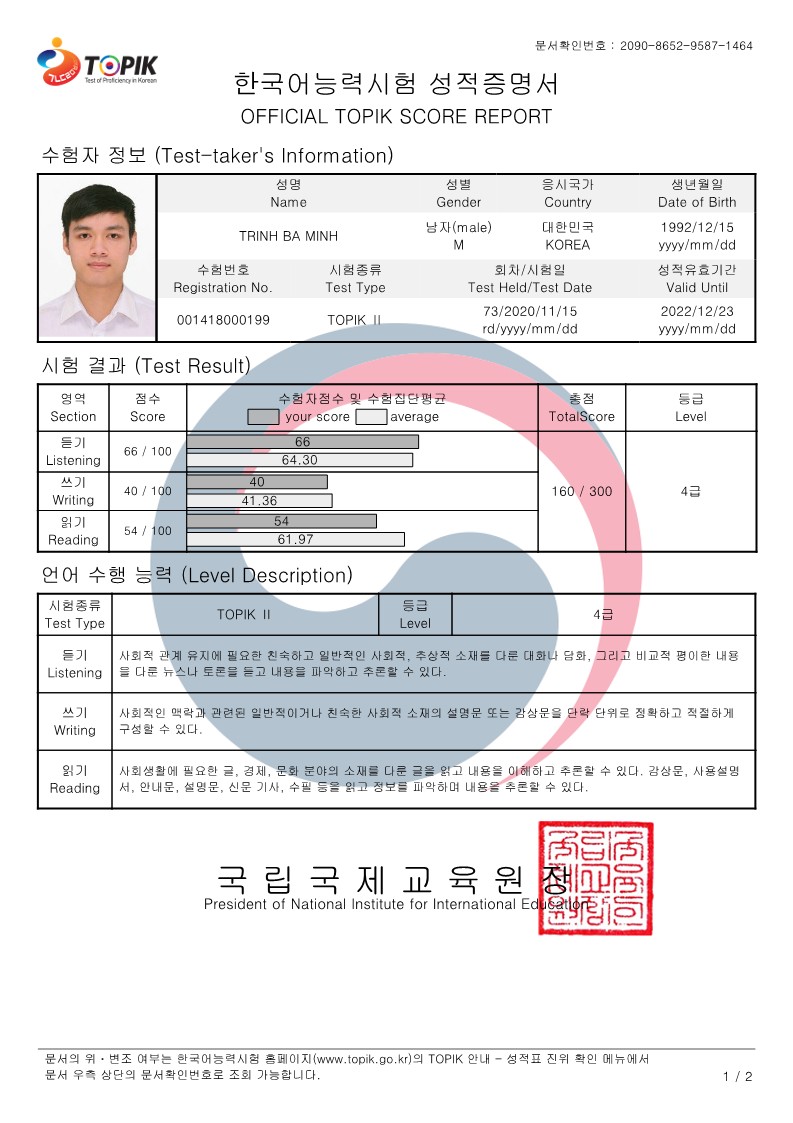 문서확인번호 : 2090-8652-9587-1464
TOPIK
Test of Proficiency in Korean
한국어능력시험 성적증명서
OFFICIAL TOPIK SCORE REPORT
수험자 정보 (Test-taker's Information)
성명 성별 응시국가 생년월일
Name Gender Country Date of Birth
TRINH BA MINH 남자(male) 대한민국 1992/12/15
M KOREA yyyy/mm/dd
수험번호 시험종류 회차/시험일 성적유효기간
Registration No. Test Type Test Held/Test Date Valid Until
001418000199 TOPIK II 73/2020/11/15 2022/12/23
rd/yyyy/mm/dd yyyy/mm/dd
시험 결과 (Test Result)
영역 점수 수험자점수 및 수험집단평균 총점 등급
Section Score your score average TotalScore Level
듣기 66 / 100 66
Listening 64.30
쓰기 40 / 100 40 160 / 300 4급
Writing 41.36
읽기 54 / 100 54
Reading 61.97
언어 수행 능력 (Level Description)
시험종류 TOPIK II 등급 4급
Test Type Level
듣기
Listening
사회적 관계 유지에 필요한 친숙하고 일반적인 사회적, 추상적 소재를 다룬 대화나 담화, 그리고 비교적 평이한 내용
을 다룬 뉴스나 토론을 듣고 내용을 파악하고 추론할 수 있다.
쓰기
Writing
사회적인 맥락과 관련된 일반적이거나 친숙한 사회적 소재의 설명문 또는 감상문을 단락 단위로 정확하고 적절하게
구성할 수 있다.
읽기
Reading
사회생활에 필요한 글, 경제, 문화 분야의 소재를 다룬 글을 읽고 내용을 이해하고 추론할 수 있다. 감상문, 사용설명
서, 안내문, 설명문, 신문 기사, 수필 등을 읽고 정보를 파악하며 내용을 추론할 수 있다.
국립국제교육원장
President of National Institute for International Education
문서의 위·변조 여부는 한국어능력시험 홈페이지(www.topik.go.kr)의 TOPIK 안내 - 성적표 진위 확인 메뉴에서
문서 우측 상단의 문서확인번호로 조회 가능합니다.
1 / 2